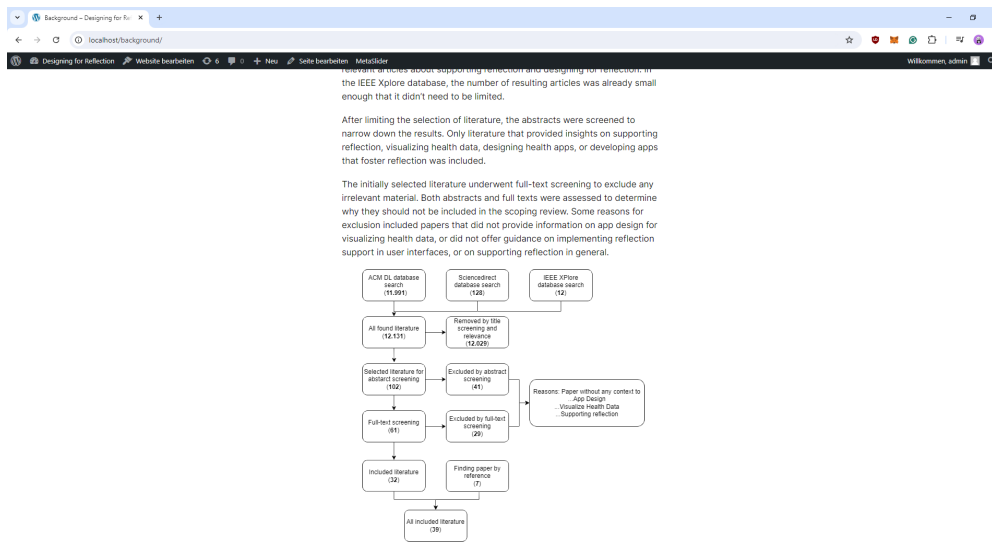 Background – Designing for Re
localhost/background/
Designing for Reflection Website bearbeiten 6 0 + Neu Seite bearbeiten MetaSlider Willkommen, admin
relevant articles about supporting reflection and designing for reflection. In
the IEEE Xplore database, the number of resulting articles was already small
enough that it didn't need to be limited.
After limiting the selection of literature, the abstracts were screened to
narrow down the results. Only literature that provided insights on supporting
reflection, visualizing health data, designing health apps, or developing apps
that foster reflection was included.
The initially selected literature underwent full-text screening to exclude any
irrelevant material. Both abstracts and full texts were assessed to determine
why they should not be included in the scoping review. Some reasons for
exclusion included papers that did not provide information on app design for
visualizing health data, or did not offer guidance on implementing reflection
support in user interfaces, or on supporting reflection in general.
ACM DL database
search
(11.991)
Sciencedirect
database search
(128)
IEEE XPlore
database search
(12)
All found literature
(12.131)
Removed by title
screening and
relevance
(12.029)
Selected literature for
abstarct screening
(102)
Excluded by abstract
screening
(41)
Reasons: Paper without any context to
...App Design
...Visualize Health Data
...Supporting reflection
Full-text screening
(61)
Excluded by full-text
screening
(29)
Included literature
(32)
Finding paper by
reference
(7)
All included literature
(39)